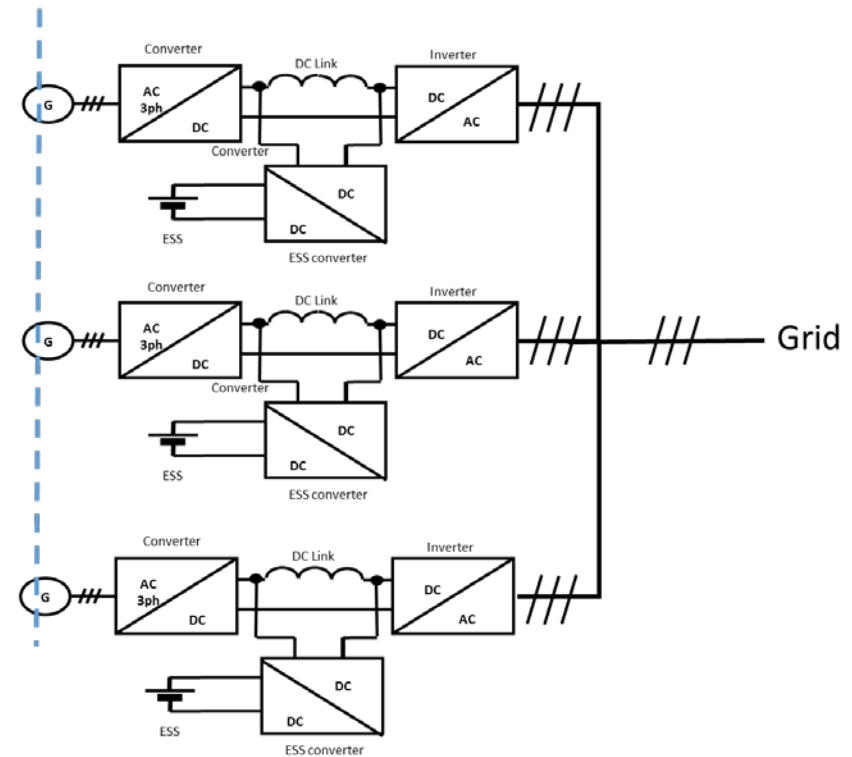 Converter
DC Link
Inverter
G
AC
3ph
DC
DC
AC
Converter
DC
DC
ESS
ESS converter
Converter
DC Link
Inverter
G
AC
3ph
DC
DC
AC
Grid
Converter
DC
DC
ESS
ESS converter
Converter
DC Link
Inverter
G
AC
3ph
DC
DC
AC
DC
DC
ESS
ESS converter